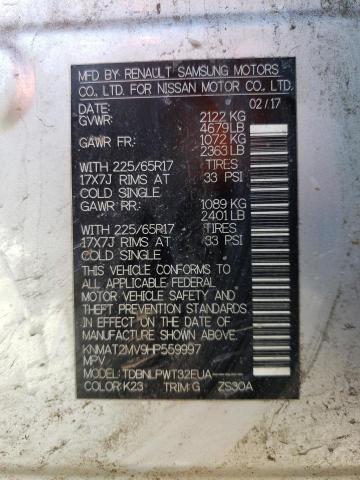 MFD BY: RENAULT SAMSUNG MOTORS
CO., LTD. FOR NISSAN MOTOR CO., LTD.
DATE: 02/17
GVWR: 2122 KG
4679 LB
GAWR FR: 1072 KG
2363 LB
WITH 225/65R17 TIRES
17X7J RIMS AT 33 PSI
COLD SINGLE
GAWR RR: 1089 KG
2401 LB
WITH 225/65R17 TIRES
17X7J RIMS AT 33 PSI
COLD SINGLE
THIS VEHICLE CONFORMS TO
ALL APPLICABLE FEDERAL
MOTOR VEHICLE SAFETY AND
THEFT PREVENTION STANDARDS
IN EFFECT ON THE DATE OF
MANUFACTURE SHOWN ABOVE.
KNMAT2MV9HP559997
MPV
MODEL: TDBNLPWT32EUA-----
COLOR: K23 TRIM: G ZS30A